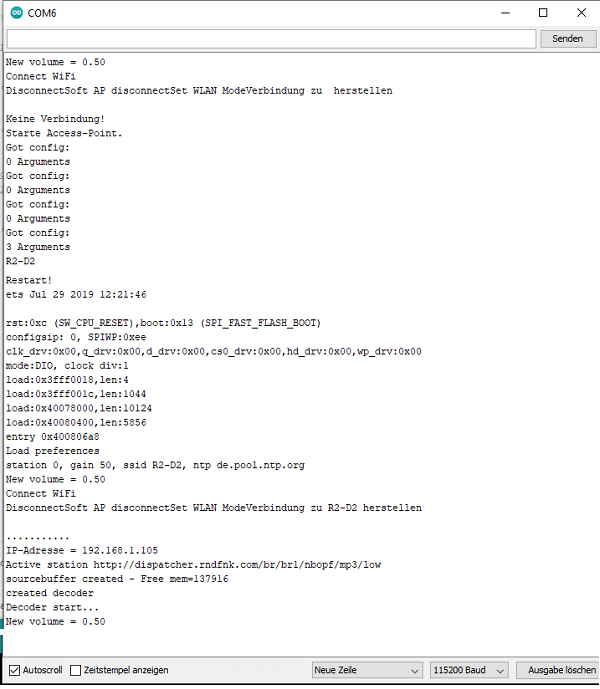 COM6
Senden
New volume = 0.50
Connect WiFi
DisconnectSoft AP disconnectSet WLAN ModeVerbindung zu  herstellen
Keine Verbindung!
Starte Access-Point.
Got config:
0 Arguments
Got config:
0 Arguments
Got config:
0 Arguments
Got config:
3 Arguments
R2-D2
Restart!
ets Jul 29 2019 12:21:46
rst:0xc (SW_CPU_RESET),boot:0x13 (SPI_FAST_FLASH_BOOT)
configsip: 0, SPIWP:0xee
clk_drv:0x00,q_drv:0x00,d_drv:0x00,cs0_drv:0x00,hd_drv:0x00,wp_drv:0x00
mode:DIO, clock div:1
load:0x3fff0018,len:4
load:0x3fff001c,len:1044
load:0x40078000,len:10124
load:0x40080400,len:5856
entry 0x400806a8
Load preferences
station 0, gain 50, ssid R2-D2, ntp de.pool.ntp.org
New volume = 0.50
Connect WiFi
DisconnectSoft AP disconnectSet WLAN ModeVerbindung zu R2-D2 herstellen
...........
IP-Adresse = 192.168.1.105
Active station http://dispatcher.rndfnk.com/br/br1/nbopf/mp3/low
sourcebuffer created - Free mem=137916
created decoder
Decoder start...
New volume = 0.50
Autoscroll Zeitstempel anzeigen Neue Zeile 115200 Baud Ausgabe löschen